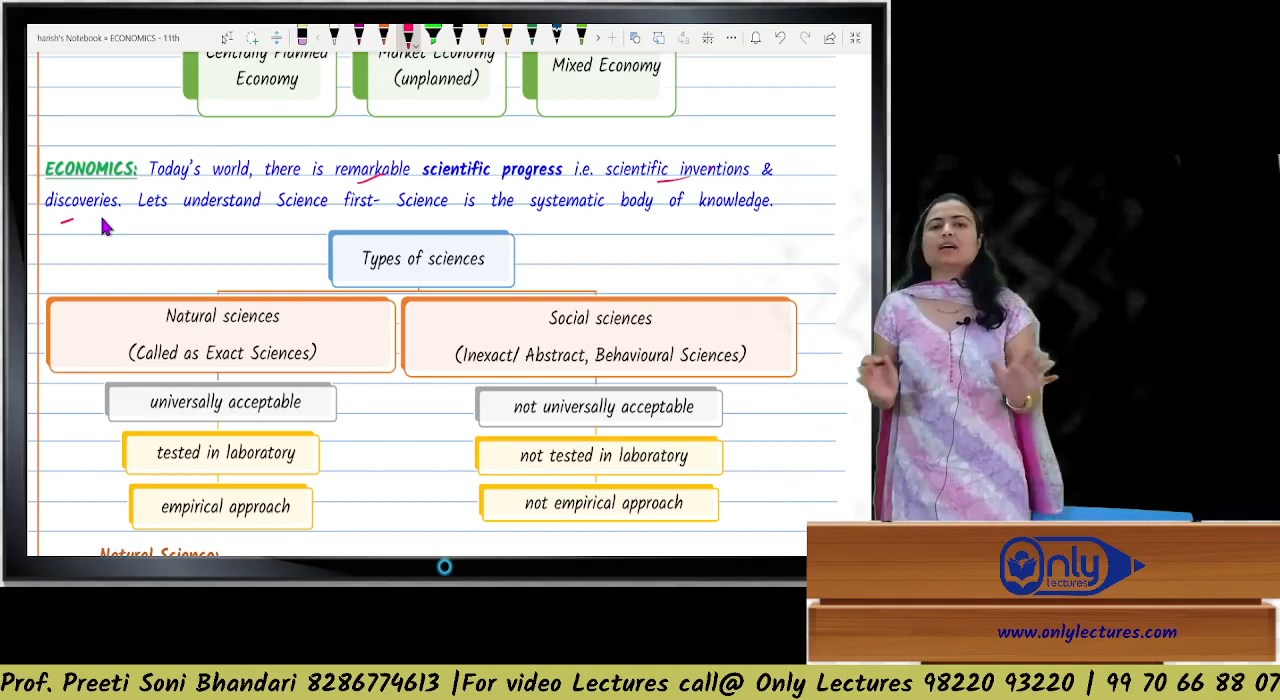 harish's Notebook » ECONOMICS - 11th
Centrally Planned
Economy
Market Economy
(unplanned)
Mixed Economy
ECONOMICS: Today's world, there is remarkable scientific progress i.e. scientific inventions &
discoveries. Lets understand Science first- Science is the systematic body of knowledge.
Types of sciences
Natural sciences
(Called as Exact Sciences)
Social sciences
(Inexact/ Abstract, Behavioural Sciences)
universally acceptable
not universally acceptable
tested in laboratory
not tested in laboratory
empirical approach
not empirical approach
Natural Science:
Only
lectures
www.onlylectures.com
Prof. Preeti Soni Bhandari 8286774613 |For video Lectures call@ Only Lectures 98220 93220 | 99 70 66 88 07